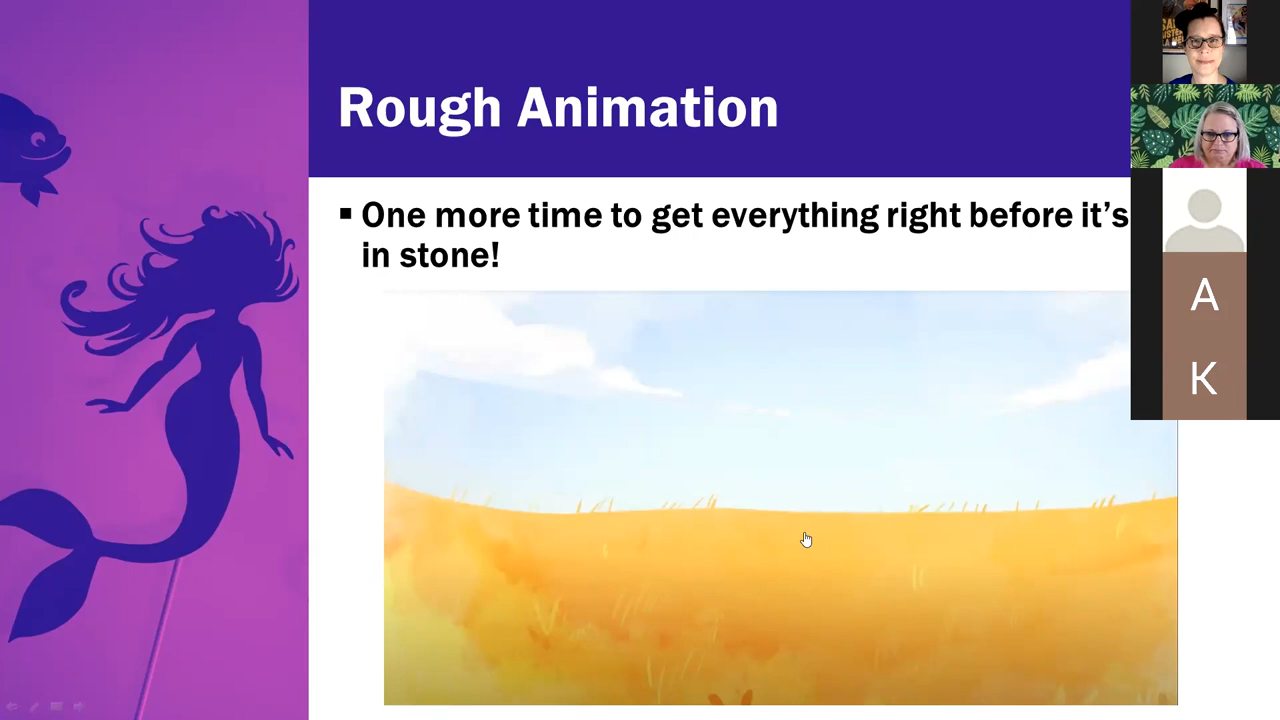 Rough Animation
▪ One more time to get everything right before it’s
in stone!
A
K